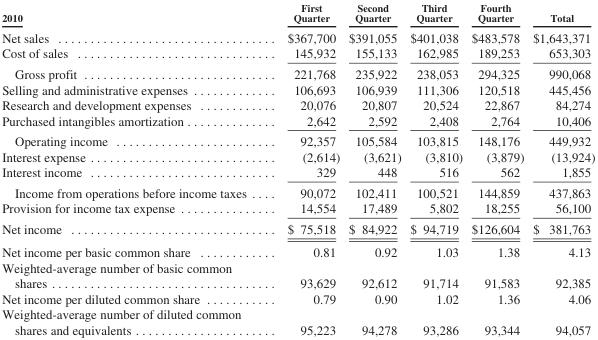 First Second Third Fourth
2010 Quarter Quarter Quarter Quarter Total
Net sales $367,700 $391,055 $401,038 $483,578 $1,643,371
Cost of sales 145,932 155,133 162,985 189,253 653,303
Gross profit 221,768 235,922 238,053 294,325 990,068
Selling and administrative expenses 106,693 106,939 111,306 120,518 445,456
Research and development expenses 20,076 20,807 20,524 22,867 84,274
Purchased intangibles amortization 2,642 2,592 2,408 2,764 10,406
Operating income 92,357 105,584 103,815 148,176 449,932
Interest expense (2,614) (3,621) (3,810) (3,879) (13,924)
Interest income 329 448 516 562 1,855
Income from operations before income taxes 90,072 102,411 100,521 144,859 437,863
Provision for income tax expense 14,554 17,489 5,802 18,255 56,100
Net income $ 75,518 $ 84,922 $ 94,719 $126,604 $ 381,763
Net income per basic common share 0.81 0.92 1.03 1.38 4.13
Weighted-average number of basic common
shares 93,629 92,612 91,714 91,583 92,385
Net income per diluted common share 0.79 0.90 1.02 1.36 4.06
Weighted-average number of diluted common
shares and equivalents 95,223 94,278 93,286 93,344 94,057